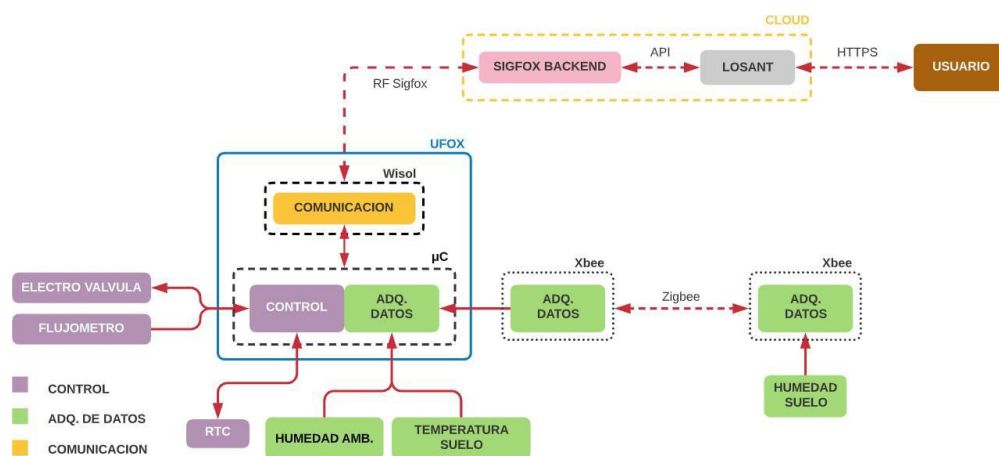 CLOUD
SIGFOX BACKEND
API
LOSANT
HTTPS
USUARIO
RF Sigfox
UFOX
Wisol
COMUNICACION
µC
CONTROL
ADQ.
DATOS
ELECTRO VALVULA
FLUJOMETRO
Xbee
ADQ.
DATOS
Zigbee
Xbee
ADQ.
DATOS
HUMEDAD
SUELO
RTC
HUMEDAD AMB.
TEMPERATURA
SUELO
CONTROL
ADQ. DE DATOS
COMUNICACION